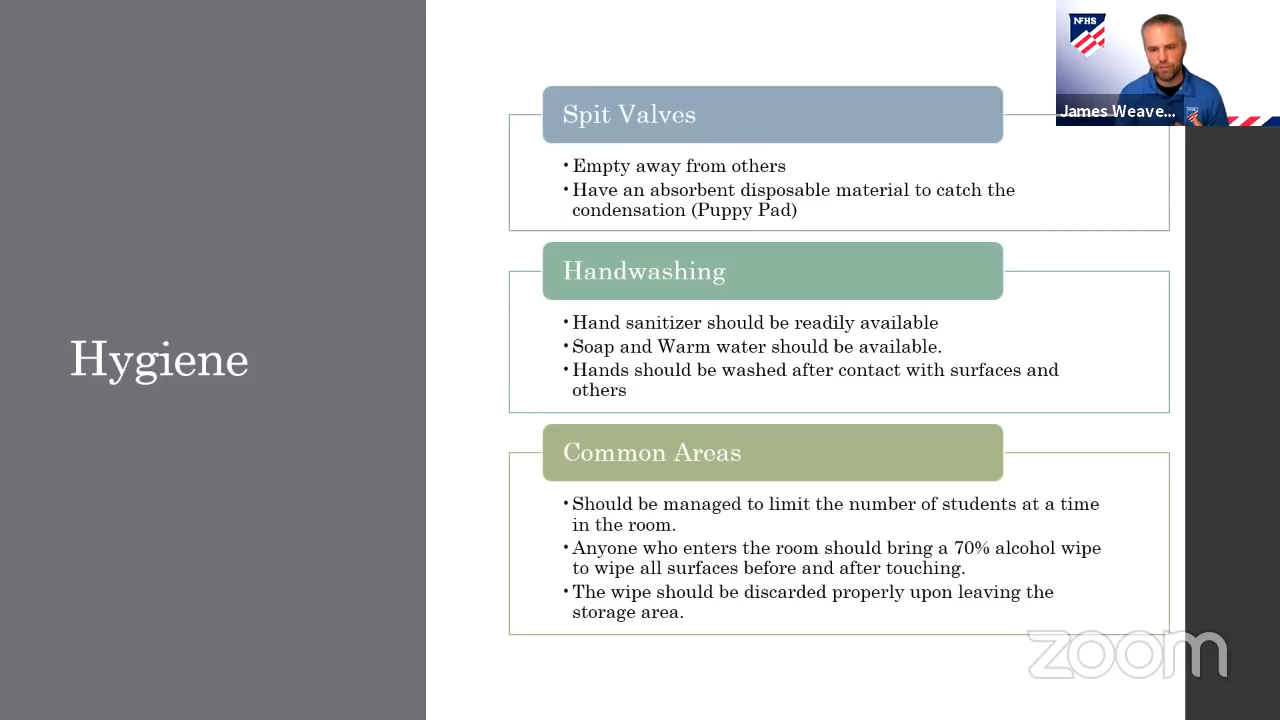 NFHS
James Weave...
Spit Valves
• Empty away from others
• Have an absorbent disposable material to catch the
condensation (Puppy Pad)
Handwashing
• Hand sanitizer should be readily available
• Soap and Warm water should be available.
• Hands should be washed after contact with surfaces and
others
Hygiene
Common Areas
• Should be managed to limit the number of students at a time
in the room.
• Anyone who enters the room should bring a 70% alcohol wipe
to wipe all surfaces before and after touching.
• The wipe should be discarded properly upon leaving the
storage area.
zoom